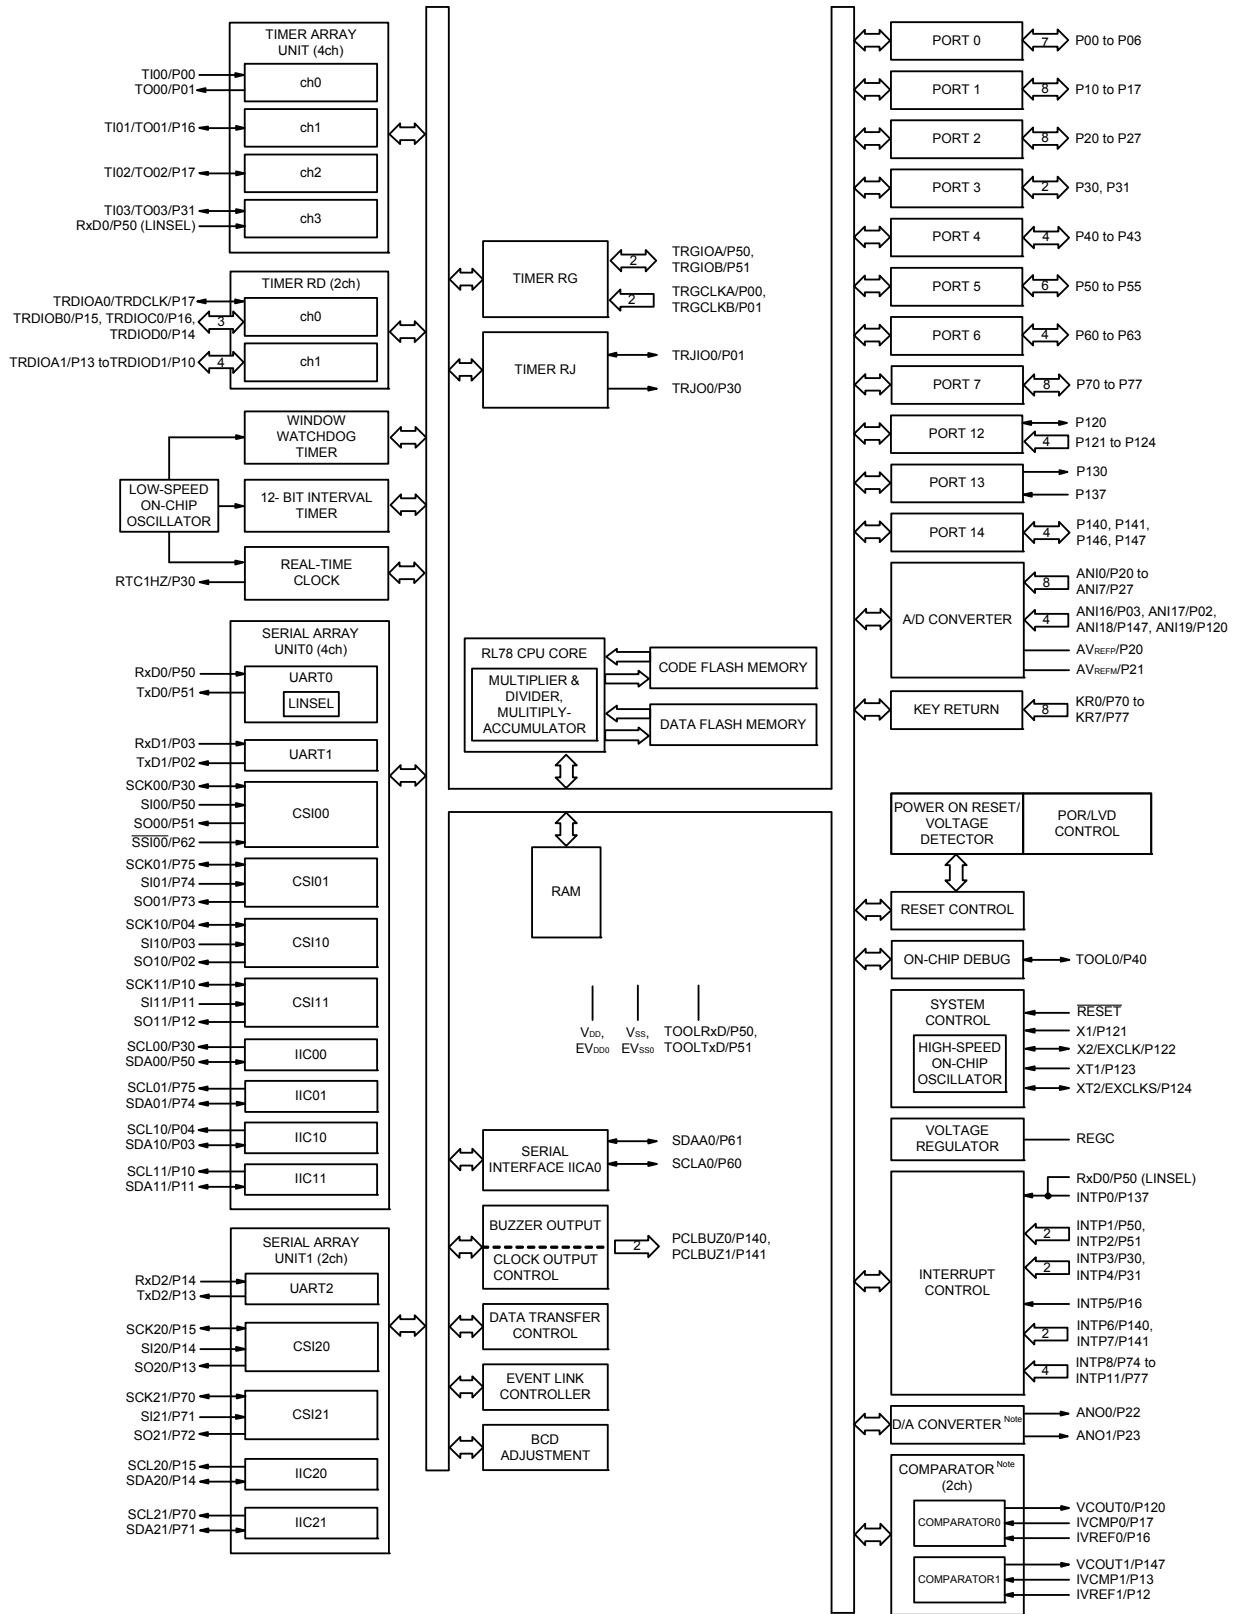 TIMER ARRAY
UNIT (4ch)
TI00/P00
TO00/P01
ch0
TI01/TO01/P16
ch1
TI02/TO02/P17
ch2
TI03/TO03/P31
RxD0/P50 (LINSEL)
ch3
TIMER RD (2ch)
TRDIOA0/TRDCLK/P17
TRDIOB0/P15, TRDIOC0/P16,
TRDIOD0/P14
3
ch0
TRDIOA1/P13 toTRDIOD1/P10
4
ch1
WINDOW
WATCHDOG
TIMER
LOW-SPEED
ON-CHIP
OSCILLATOR
12- BIT INTERVAL
TIMER
RTC1HZ/P30
REAL-TIME
CLOCK
SERIAL ARRAY
UNIT0 (4ch)
RxD0/P50
TxD0/P51
UART0
LINSEL
RxD1/P03
TxD1/P02
UART1
SCK00/P30
SI00/P50
SO00/P51
SSI00/P62
CSI00
SCK01/P75
SI01/P74
SO01/P73
CSI01
SCK10/P04
SI10/P03
SO10/P02
CSI10
SCK11/P10
SI11/P11
SO11/P12
CSI11
SCL00/P30
SDA00/P50
IIC00
SCL01/P75
SDA01/P74
IIC01
SCL10/P04
SDA10/P03
IIC10
SCL11/P10
SDA11/P11
IIC11
SERIAL ARRAY
UNIT1 (2ch)
RxD2/P14
TxD2/P13
UART2
SCK20/P15
SI20/P14
SO20/P13
CSI20
SCK21/P70
SI21/P71
SO21/P72
CSI21
SCL20/P15
SDA20/P14
IIC20
SCL21/P70
SDA21/P71
IIC21
TIMER RG
2
TRGIOA/P50,
TRGIOB/P51
2
TRGCLKA/P00,
TRGCLKB/P01
TIMER RJ
TRJIO0/P01
TRJO0/P30
RL78 CPU CORE
MULTIPLIER &
DIVIDER,
MULITIPLY-
ACCUMULATOR
CODE FLASH MEMORY
DATA FLASH MEMORY
RAM
VDD,
EVDD0
VSS,
EVSS0
TOOLRxD/P50,
TOOLTxD/P51
SERIAL
INTERFACE IICA0
SDAA0/P61
SCLA0/P60
BUZZER OUTPUT
CLOCK OUTPUT
CONTROL
2
PCLBUZ0/P140,
PCLBUZ1/P141
DATA TRANSFER
CONTROL
EVENT LINK
CONTROLLER
BCD
ADJUSTMENT
PORT 0
7
P00 to P06
PORT 1
8
P10 to P17
PORT 2
8
P20 to P27
PORT 3
2
P30, P31
PORT 4
4
P40 to P43
PORT 5
6
P50 to P55
PORT 6
4
P60 to P63
PORT 7
8
P70 to P77
PORT 12
P120
4
P121 to P124
PORT 13
P130
P137
PORT 14
4
P140, P141,
P146, P147
A/D CONVERTER
8
ANI0/P20 to
ANI7/P27
4
ANI16/P03, ANI17/P02,
ANI18/P147, ANI19/P120
AVREFP/P20
AVREFM/P21
KEY RETURN
8
KR0/P70 to
KR7/P77
POWER ON RESET/
VOLTAGE
DETECTOR
POR/LVD
CONTROL
RESET CONTROL
ON-CHIP DEBUG
TOOL0/P40
SYSTEM
CONTROL
HIGH-SPEED
ON-CHIP
OSCILLATOR
RESET
X1/P121
X2/EXCLK/P122
XT1/P123
XT2/EXCLKS/P124
VOLTAGE
REGULATOR
REGC
INTERRUPT
CONTROL
RxD0/P50 (LINSEL)
INTP0/P137
2
INTP1/P50,
INTP2/P51
2
INTP3/P30,
INTP4/P31
INTP5/P16
2
INTP6/P140,
INTP7/P141
4
INTP8/P74 to
INTP11/P77
D/A CONVERTER Note
ANO0/P22
ANO1/P23
COMPARATOR Note
(2ch)
COMPARATOR0
VCOUT0/P120
IVCMP0/P17
IVREF0/P16
COMPARATOR1
VCOUT1/P147
IVCMP1/P13
IVREF1/P12